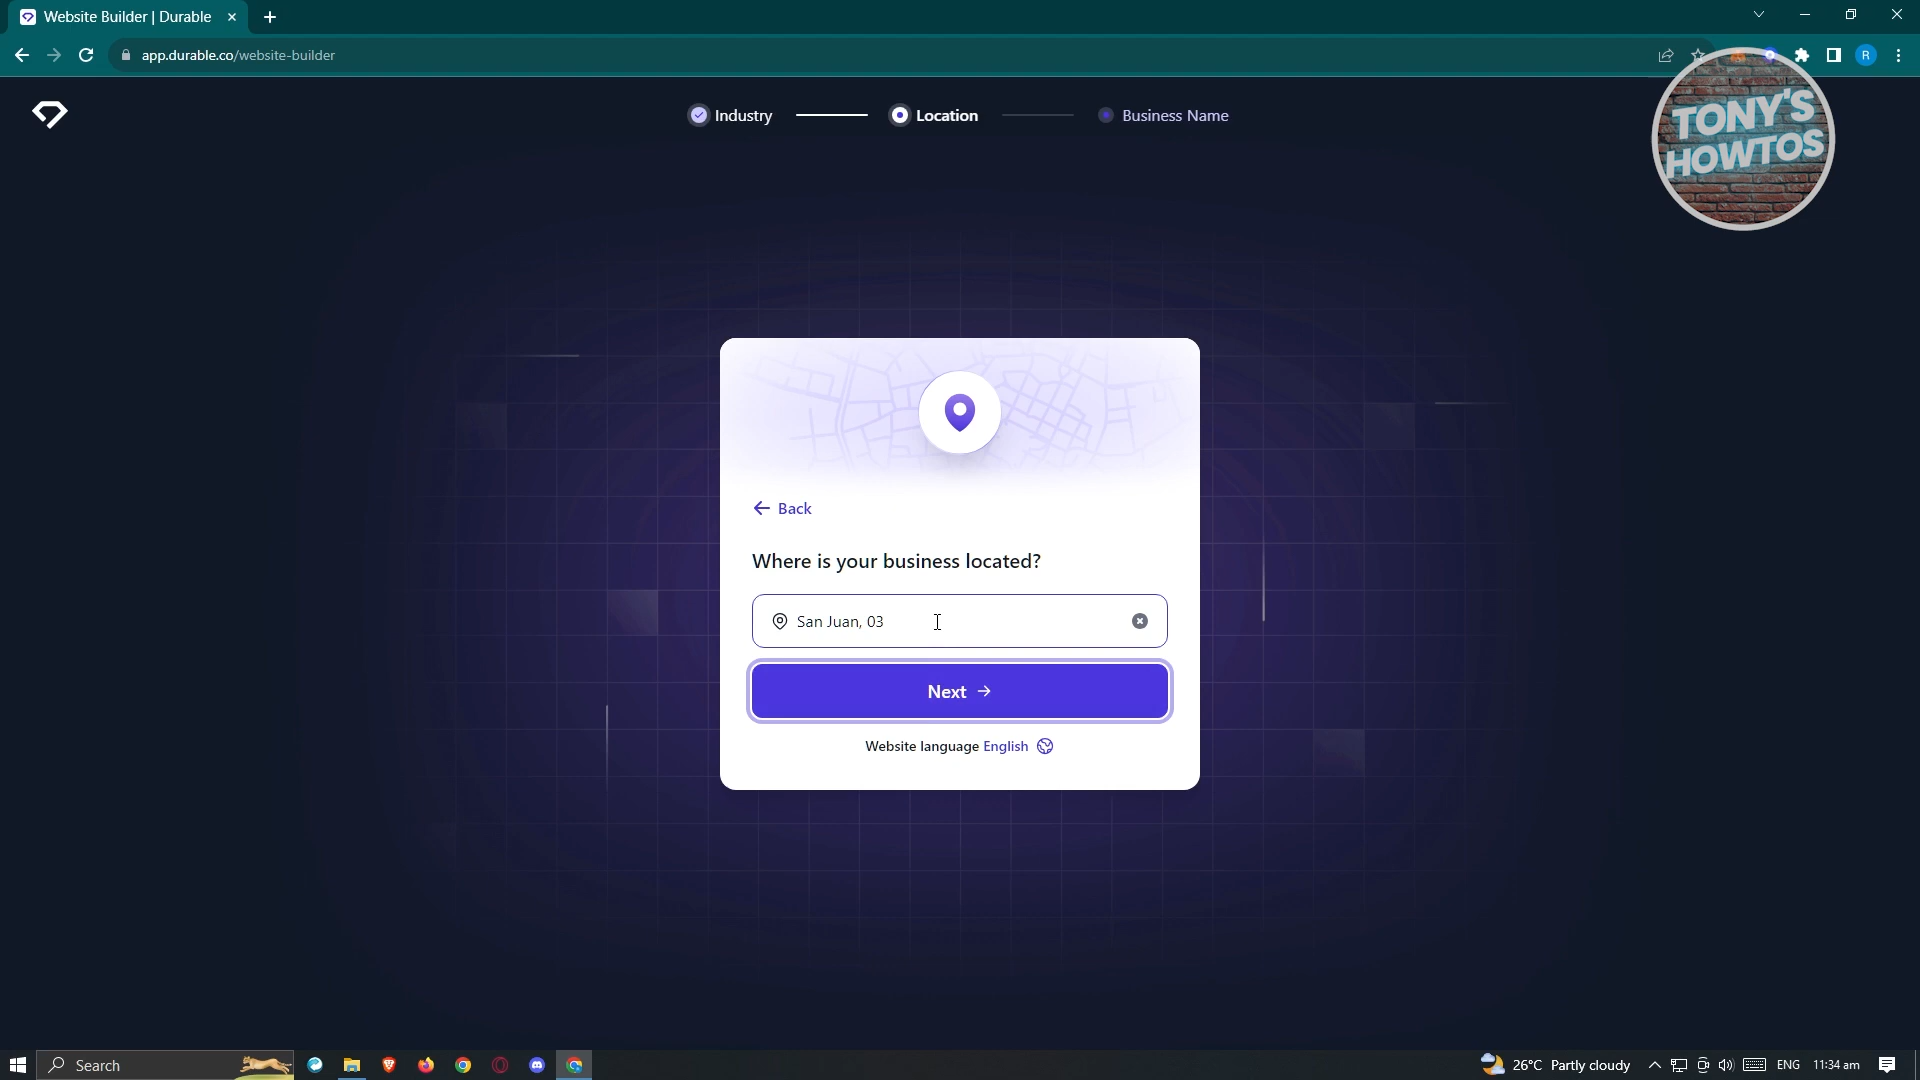 Website Builder | Durable
app.durable.co/website-builder
R
Industry
Location
Business Name
TONY'S
HOWTOS
Back
Where is your business located?
San Juan, 03
Next
Website language English
Search
26°C Partly cloudy
ENG
11:34 am